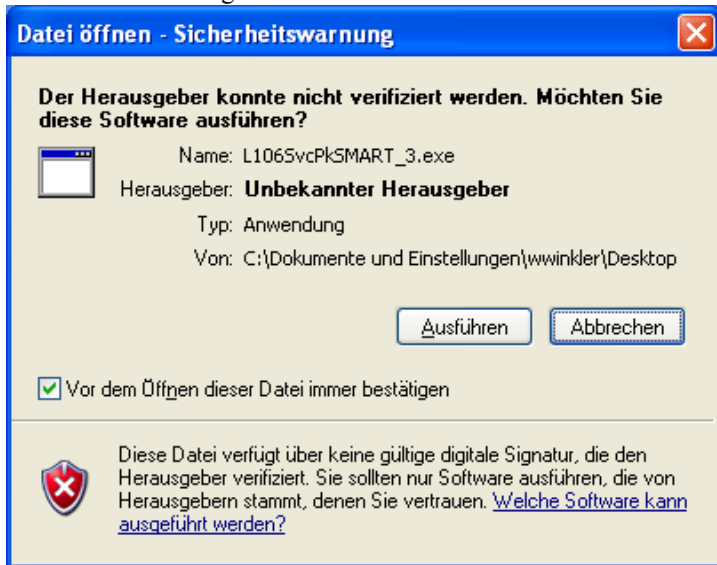 Datei öffnen - Sicherheitswarnung
Der Herausgeber konnte nicht verifiziert werden. Möchten Sie
diese Software ausführen?
Name: L106SvcPkSMART_3.exe
Herausgeber: Unbekannter Herausgeber
Typ: Anwendung
Von: C:\Dokumente und Einstellungen\wwinkler\Desktop
Ausführen Abbrechen
Vor dem Öffnen dieser Datei immer bestätigen
Diese Datei verfügt über keine gültige digitale Signatur, die den
Herausgeber verifiziert. Sie sollten nur Software ausführen, die von
Herausgebern stammt, denen Sie vertrauen. Welche Software kann
ausgeführt werden?